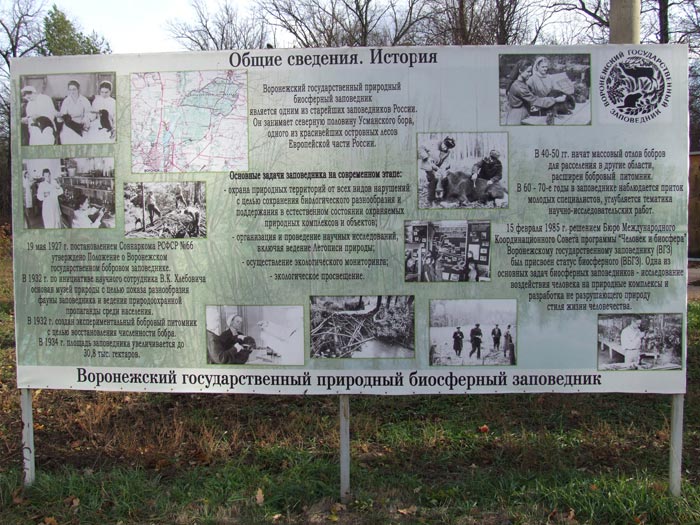 Общие сведения. История
Воронежский государственный природный
биосферный заповедник
является одним из старейших заповедников России.
Он занимает северную половину Усманского бора,
одного из красивейших островных лесов
Европейской части России.
Основные задачи заповедника на современном этапе:
- охрана природных территорий от всех видов нарушений
с целью сохранения биологического разнообразия и
поддержания в естественном состоянии охраняемых
природных комплексов и объектов;
- организация и проведение научных исследований,
включая ведение Летописи природы;
- осуществление экологического мониторинга;
- экологическое просвещение.
19 мая 1927 г. постановлением Совнаркома РСФСР №66
утверждено Положение о Воронежском
государственном бобровом заповеднике.
В 1932 г. по инициативе научного сотрудника В.К. Хлебовича
основан музей природы с целью показа разнообразия
фауны заповедника и ведения природоохранной
пропаганды среди населения.
В 1932 г. создан экспериментальный бобровый питомник
с целью восстановления численности бобра.
В 1934 г. площадь заповедника увеличивается до
30,8 тыс. гектаров.
ВОРОНЕЖСКИЙ ГОСУДАРСТВЕННЫЙ
ЗАПОВЕДНИК
В 40-50 гг. начат массовый отлов бобров
для расселения в другие области,
расширен бобровый питомник.
В 60 - 70-е годы в заповеднике наблюдается приток
молодых специалистов, углубляется тематика
научно-исследовательских работ.
15 февраля 1985 г. решением Бюро Международного
Координационного Совета программы "Человек и биосфера"
Воронежскому государственному заповеднику (ВГЗ)
был присвоен статус биосферного (ВБГЗ). Одна из
основных задач биосферных заповедников - исследование
воздействия человека на природные комплексы и
разработка не разрушающего природу
стиля жизни человечества.
Воронежский государственный природный биосферный заповедник